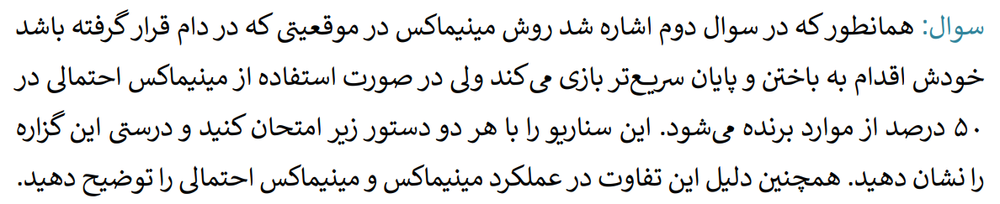 سوال: همانطور که در سوال دوم اشاره شد روش مینیماکس در موقعیتی که در دام قرار گرفته باشد
خودش اقدام به باختن و پایان سریع‌تر بازی می‌کند ولی در صورت استفاده از مینیماکس احتمالی در
۵۰ درصد از موارد برنده می‌شود. این سناریو را با هر دو دستور زیر امتحان کنید و درستی این گزاره
را نشان دهید. همچنین دلیل این تفاوت در عملکرد مینیماکس و مینیماکس احتمالی را توضیح دهید.